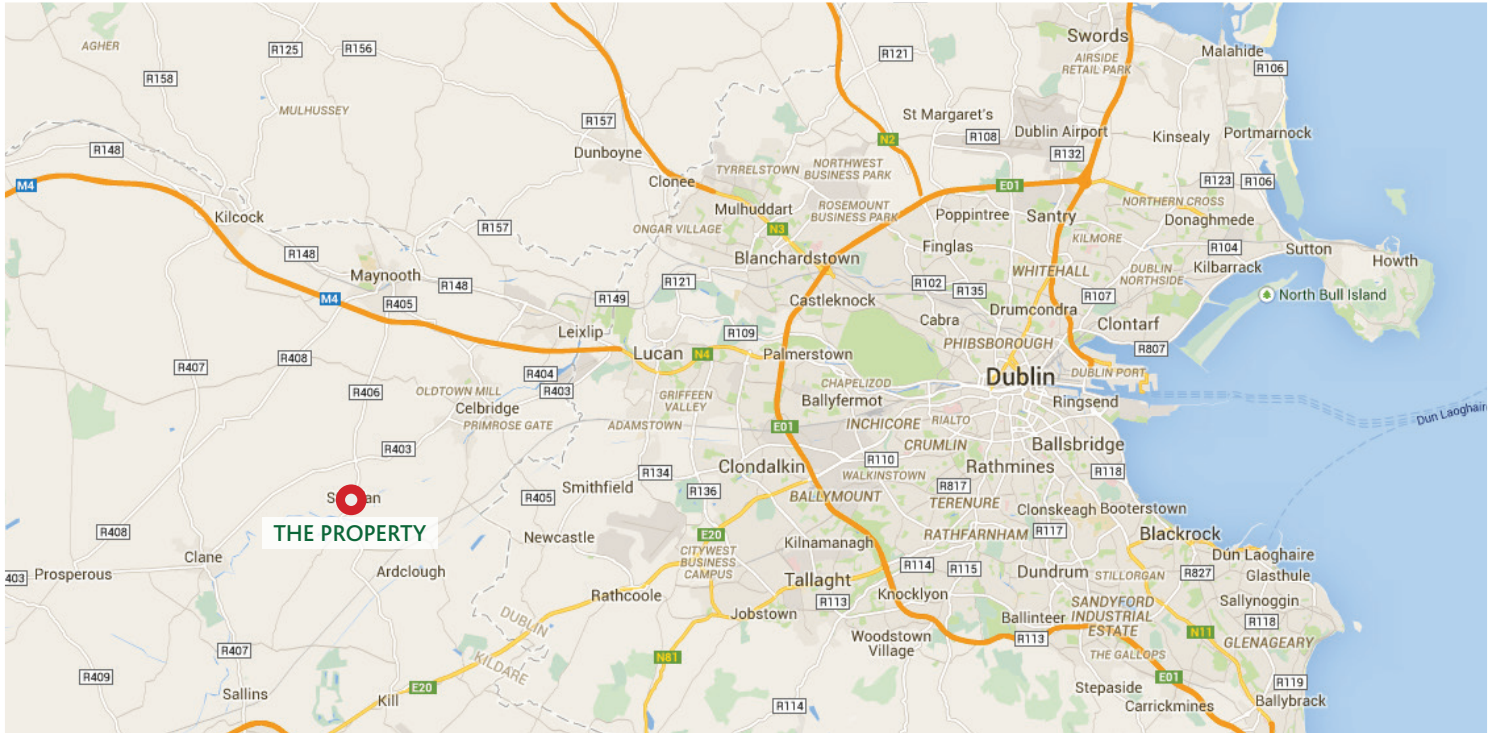 Swords
AGHER
R125
R156
R121
Malahide
AIRSIDE
RETAIL PARK
R106
R158
MULHUSSEY
R157
St Margaret's
R108
Dublin Airport
Kinsealy
Portmarnock
N2
R132
R148
Dunboyne
TYRRELSTOWN
NORTHWEST
BUSINESS PARK
M4
Clonee
E01
R123
R106
Kilcock
Mulhuddart
ROSEMOUNT
BUSINESS PARK
Poppintree
Santry
NORTHERN CROSS
Donaghmede
R157
ONGAR VILLAGE
N3
Finglas
KILMORE
R104
Sutton
R148
Blanchardstown
WHITEHALL
DUBLIN
NORTHSIDE
Kilbarrack
Howth
Maynooth
R148
R121
R102
R135
R107
North Bull Island
M4
R405
R149
Castleknock
Drumcondra
Cabra
Clontarf
Leixlip
R109
PHIBSBOROUGH
R807
R408
Lucan
N4
Palmerstown
R407
R404
Dublin
DUBLIN PORT
R406
OLDTOWN MILL
R403
CHAPELIZOD
GRIFFEEN
VALLEY
Ballyfermot
Ringsend
Celbridge
PRIMROSE GATE
ADAMSTOWN
E01
INCHICORE
RIALTO
Dun Laoghaire
R403
CRUMLIN
Ballsbridge
R110
Clondalkin
Rathmines
R118
R134
WALKINSTOWN
R136
R817
Smithfield
R405
BALLYMOUNT
TERENURE
Clonskeagh
Booterstown
THE PROPERTY
R408
E20
RATHFARNHAM
R117
Blackrock
Newcastle
Kilnamanagh
Clane
CITYWEST
BUSINESS
CAMPUS
Dún Laoghaire
R403
Prosperous
Ardclough
Tallaght
R114
R115
Dundrum
STILLORGAN
R827
Glasthule
Rathcoole
R113
Knocklyon
Sallynoggin
Jobstown
SANDYFORD
INDUSTRIAL
ESTATE
DUBLIN
Ballinteer
R118
R113
N11
GLENAGEARY
Woodstown
Village
R407
KILDARE
N81
THE GALLOPS
R409
E01
R119
Sallins
Kill
E20
Stepaside
Ballybrack
R114
Carrickmines